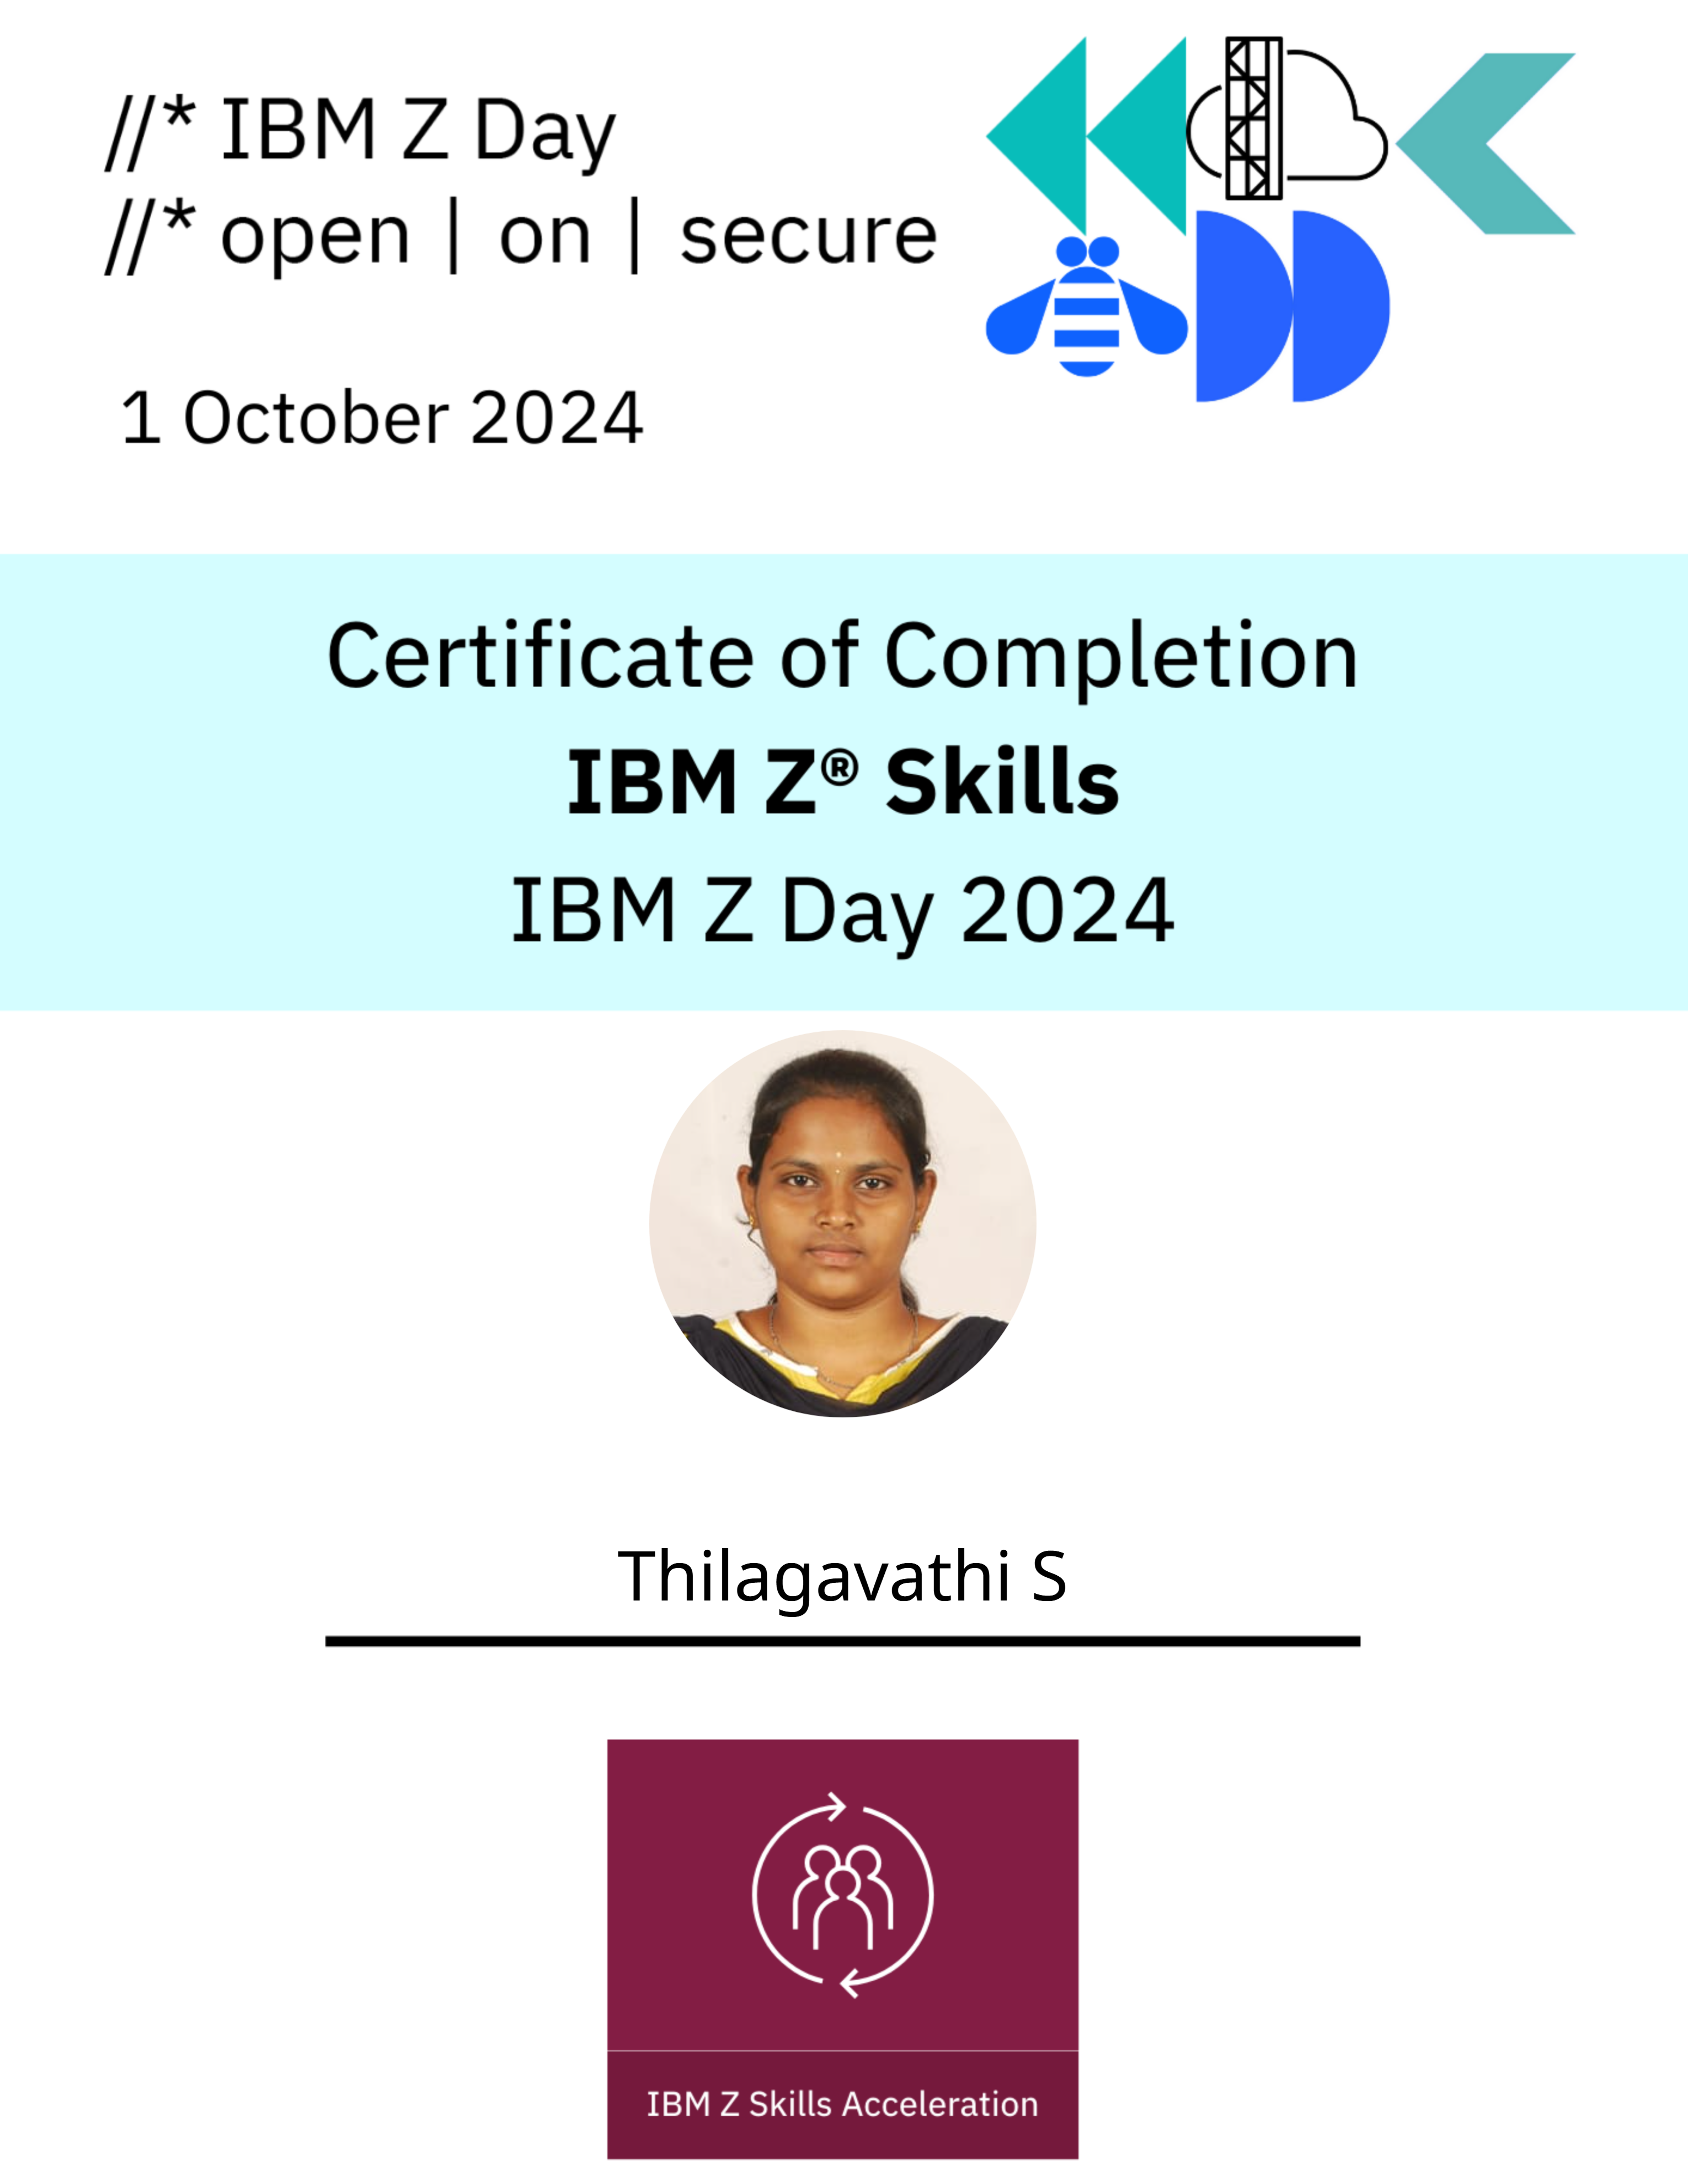 //* IBM Z Day
//* open | on | secure
1 October 2024
Certificate of Completion
IBM Z® Skills
IBM Z Day 2024
Thilagavathi S
IBM Z Skills Acceleration